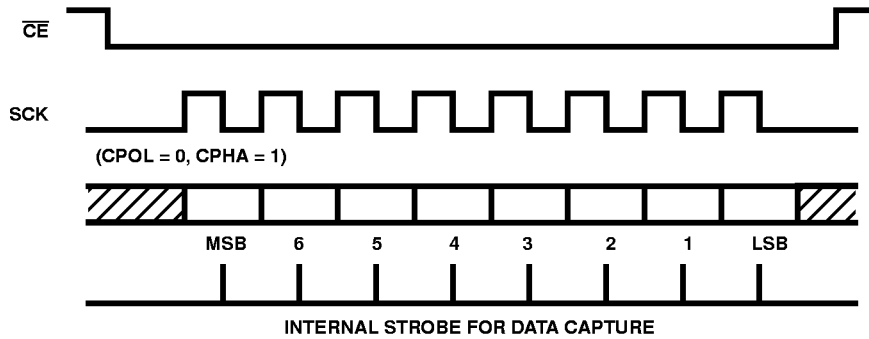 CE
SCK
(CPOL = 0, CPHA = 1)
MSB 6 5 4 3 2 1 LSB
INTERNAL STROBE FOR DATA CAPTURE